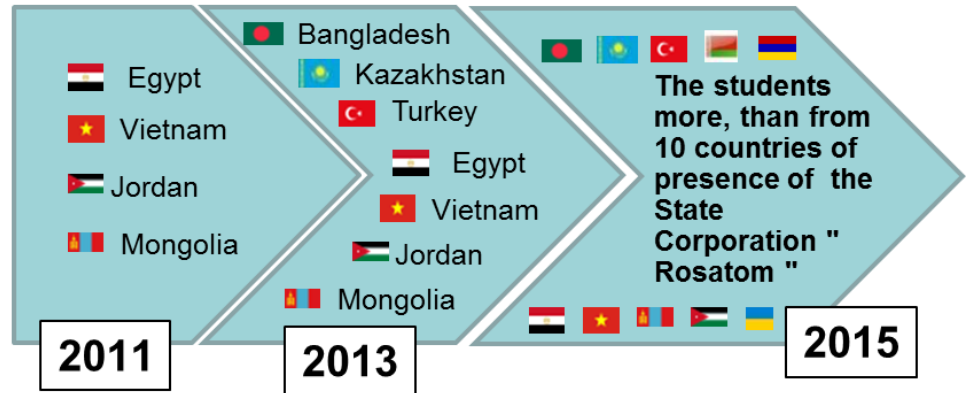 Egypt
Vietnam
Jordan
Mongolia
2011
Bangladesh
Kazakhstan
Turkey
Egypt
Vietnam
Jordan
Mongolia
2013
The students
more, than from
10 countries of
presence of the
State
Corporation "
Rosatom "
2015